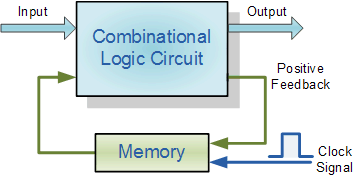 Input
Output
Combinational
Logic Circuit
Positive
Feedback
Memory
Clock
Signal